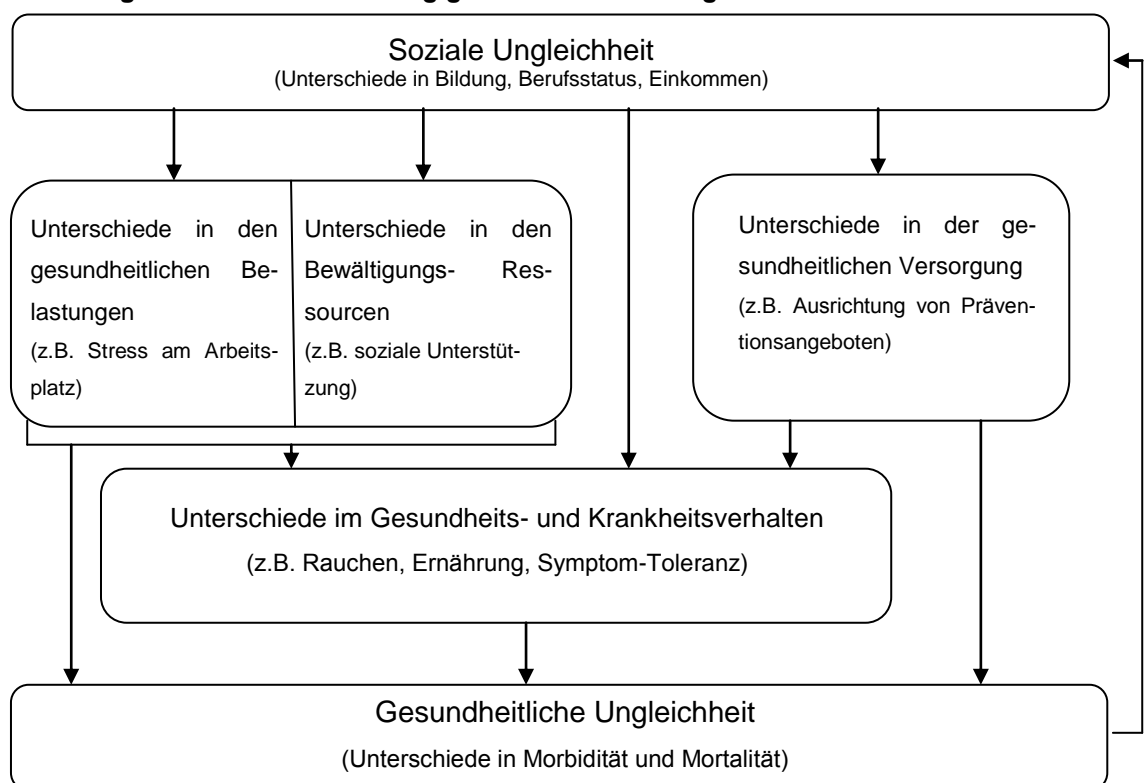 Soziale Ungleichheit
(Unterschiede in Bildung, Berufsstatus, Einkommen)
Unterschiede in den
gesundheitlichen Be-
lastungen
(z.B. Stress am Arbeits-
platz)
Unterschiede in den
Bewältigungs- Res-
sourcen
(z.B. soziale Unterstüt-
zung)
Unterschiede in der ge-
sundheitlichen Versorgung
(z.B. Ausrichtung von Präven-
tionsangeboten)
Unterschiede im Gesundheits- und Krankheitsverhalten
(z.B. Rauchen, Ernährung, Symptom-Toleranz)
Gesundheitliche Ungleichheit
(Unterschiede in Morbidität und Mortalität)